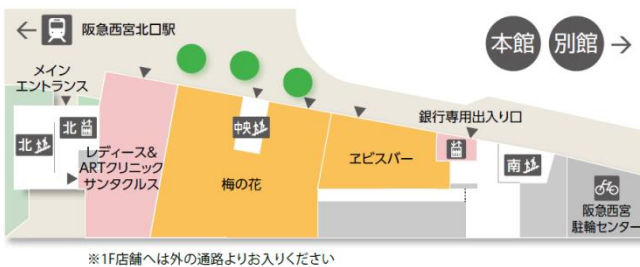 阪急西宮北口駅
本館 別館
メイン
エントランス
北
北
レディース&
ARTクリニック
サンタクルス
中央
梅の花
ヱビスバー
銀行専用出入り口
南
阪急西宮
駐輪センター
※1F店舗へは外の通路よりお入りください